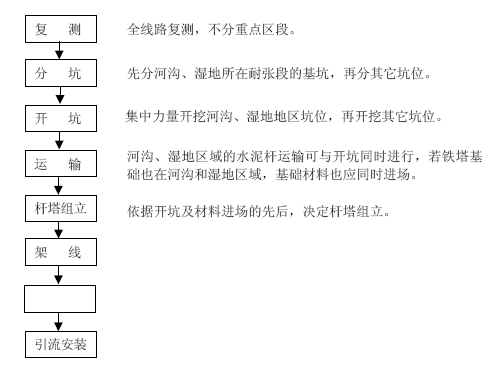 复 测 全线路复测，不分重点区段。
分 坑 先分河沟、湿地所在耐张段的基坑，再分其它坑位。
开 坑 集中力量开挖河沟、湿地地区坑位，再开挖其它坑位。
运 输 河沟、湿地区域的水泥杆运输可与开坑同时进行，若铁塔基
础也在河沟和湿地区域，基础材料也应同时进场。
杆塔组立 依据开坑及材料进场的先后，决定杆塔组立。
架 线
引流安装